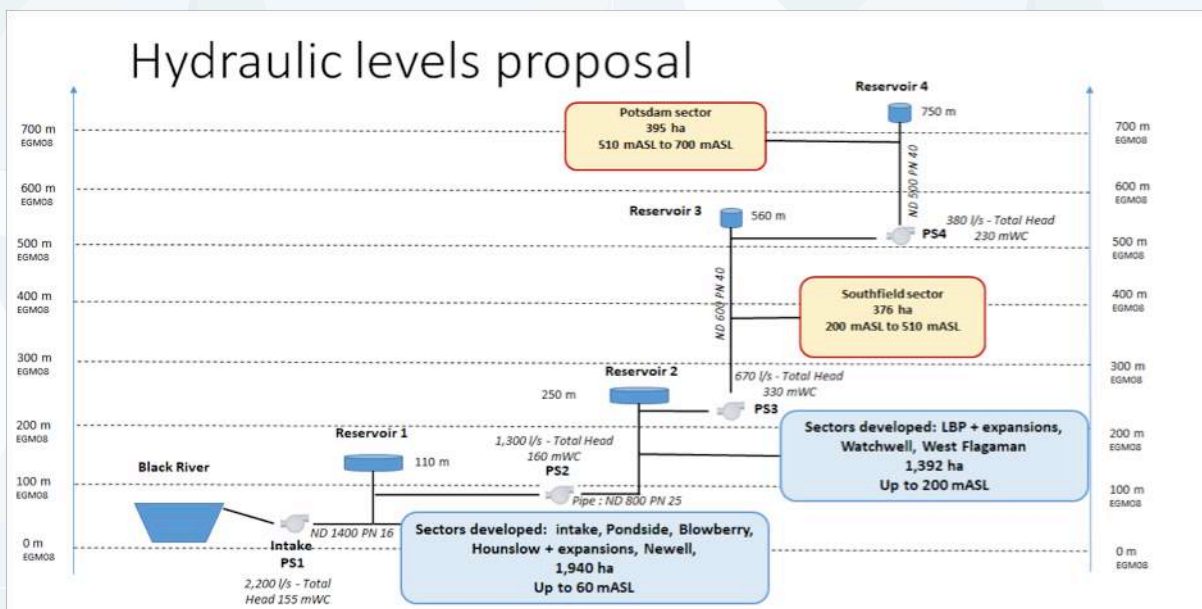 Hydraulic levels proposal
700 m
EGM08
600 m
EGM08
500 m
EGM08
400 m
EGM08
300 m
EGM08
200 m
EGM08
100 m
EGM08
0 m
EGM08
Reservoir 4
750 m
Potsdam sector
395 ha
510 mASL to 700 mASL
ND 500 PN 40
Reservoir 3
560 m
380 l/s - Total Head
230 mWC
PS4
ND 600 PN 40
Southfield sector
376 ha
200 mASL to 510 mASL
Reservoir 2
250 m
670 l/s - Total Head
330 mWC
PS3
Reservoir 1
110 m
1,300 l/s - Total Head
160 mWC
PS2
Pipe : ND 800 PN 25
Sectors developed: LBP + expansions,
Watchwell, West Flagaman
1,392 ha
Up to 200 mASL
Black River
ND 1400 PN 16
Intake
PS1
2,200 l/s - Total
Head 155 mWC
Sectors developed: intake, Pondside, Blowberry,
Hounslow + expansions, Newell,
1,940 ha
Up to 60 mASL
700 m
EGM08
600 m
EGM08
500 m
EGM08
400 m
EGM08
300 m
EGM08
200 m
EGM08
100 m
EGM08
0 m
EGM08